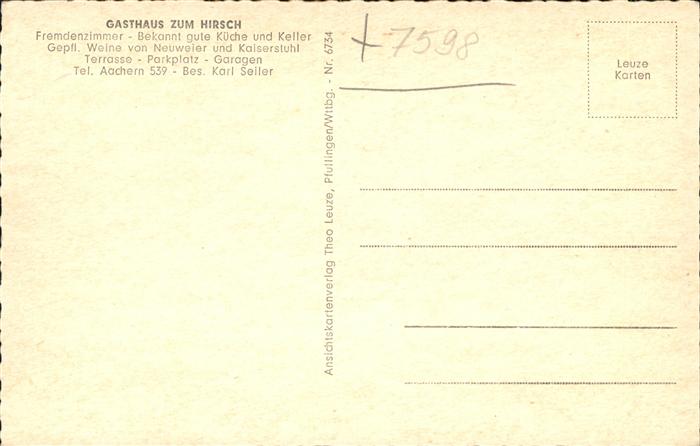 GASTHAUS ZUM HIRSCH
Fremdenzimmer - Bekannt gute Küche und Keller
Gepfl. Weine von Neuweier und Kaiserstuhl
Terrasse - Parkplatz - Garagen
Tel. Aachern 539 - Bes. Karl Seiler
Ansichtskartenverlag Theo Leuze, Pfullingen/Wttbg. - Nr. 6734
+ 7598
Leuze
Karten